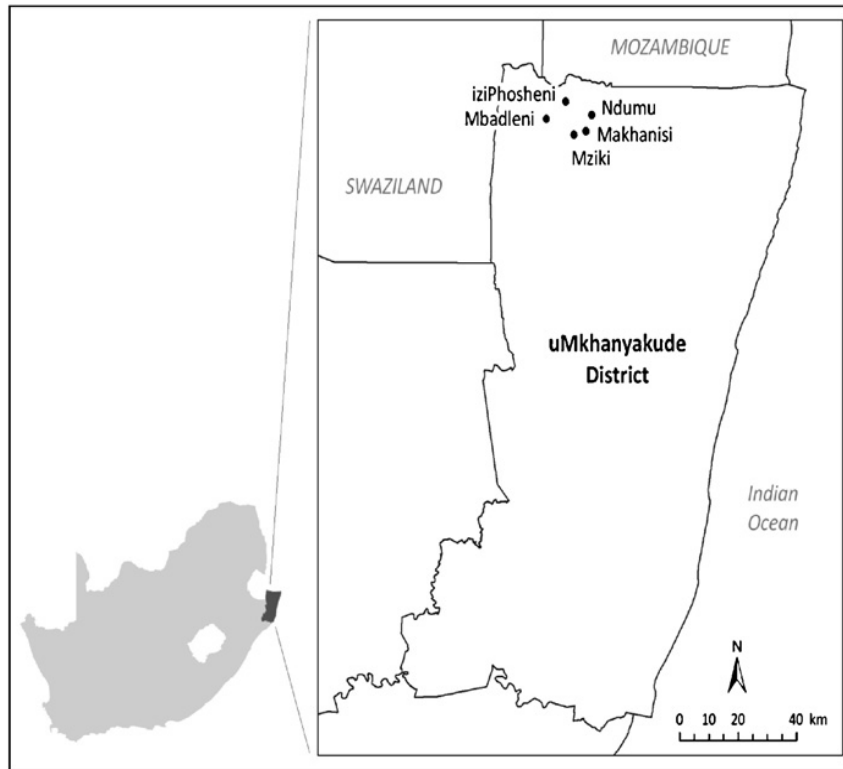 MOZAMBIQUE
iziPhosheni
Ndumu
Mbadleni
Makhanisi
Mziki
SWAZILAND
uMkhanyakude
District
Indian
Ocean
N
0 10 20 40 km